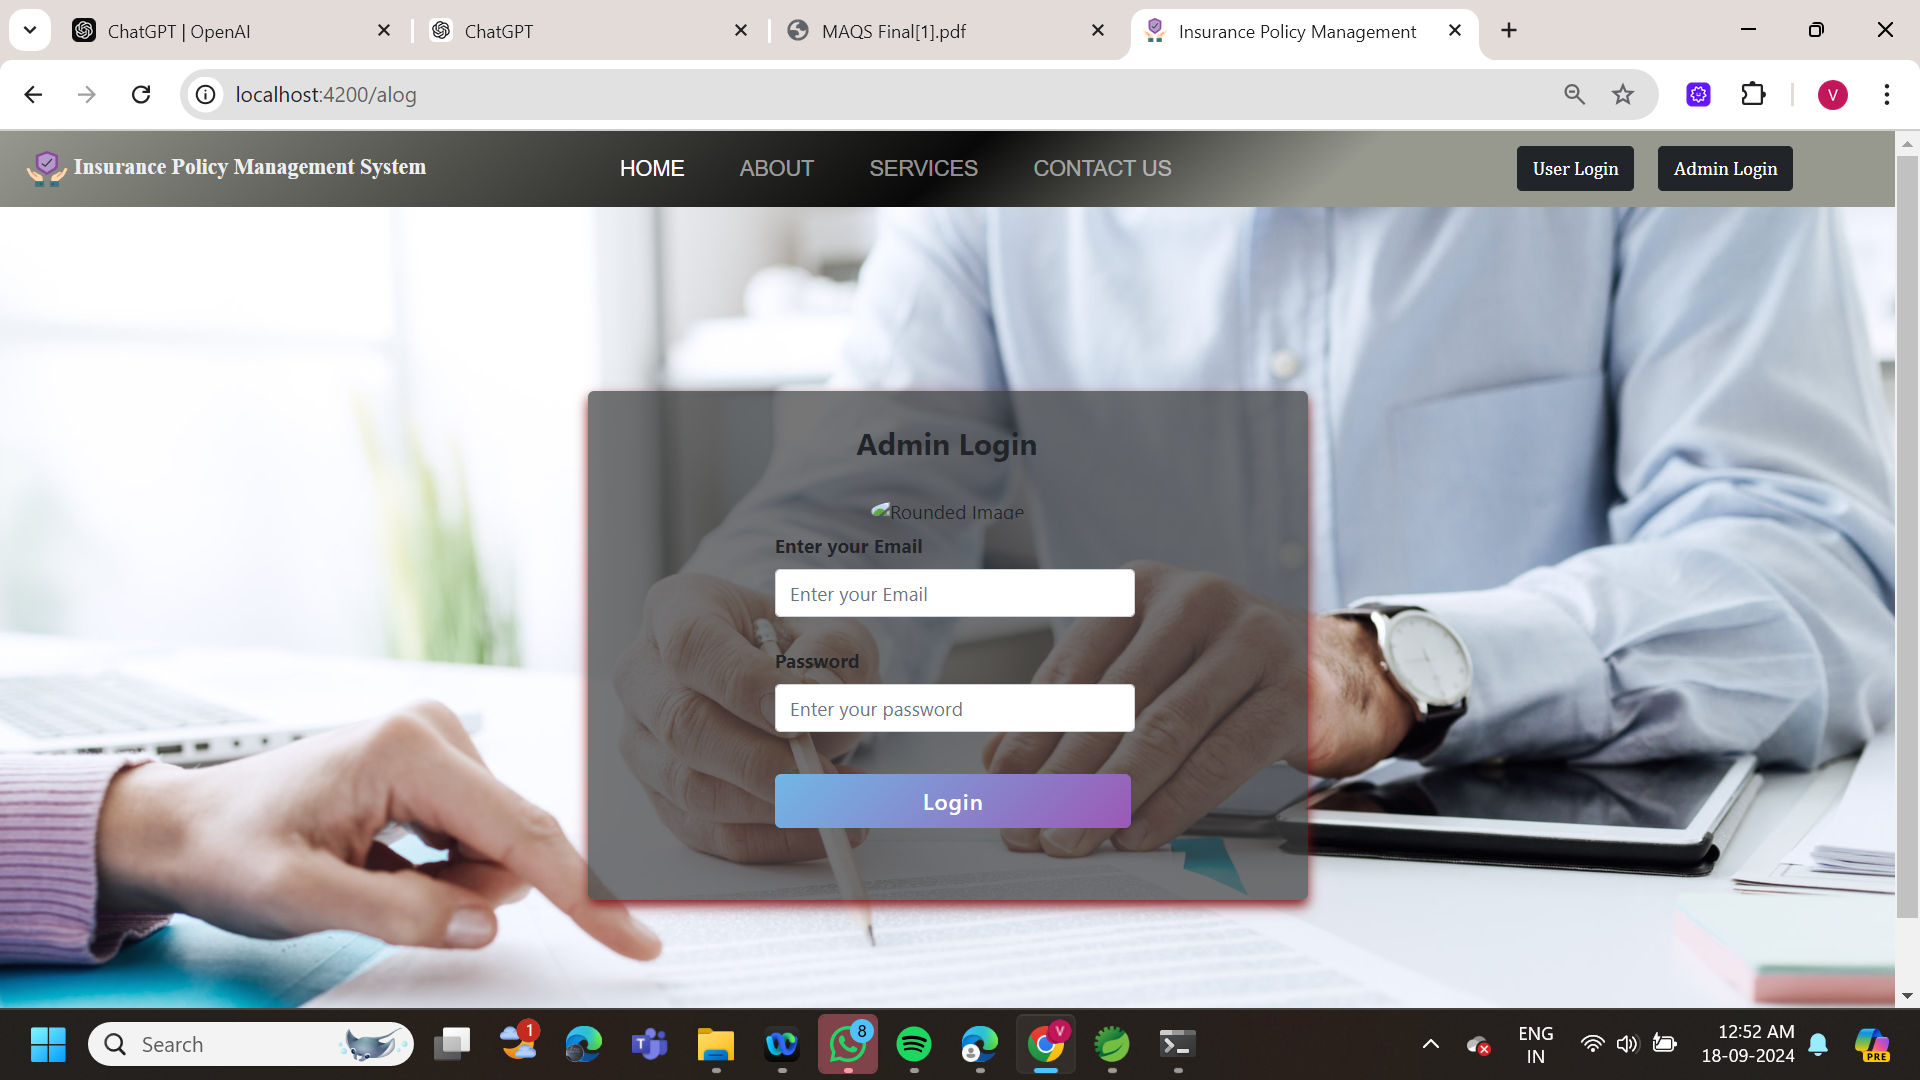 ChatGPT | OpenAI
ChatGPT
MAQS Final[1].pdf
Insurance Policy Management
localhost:4200/alog
V
Insurance Policy Management System
HOME
ABOUT
SERVICES
CONTACT US
User Login
Admin Login
Admin Login
Rounded Image
Enter your Email
Enter your Email
Password
Enter your password
Login
Search
1
8
V
ENG
IN
12:52 AM
18-09-2024
PRE